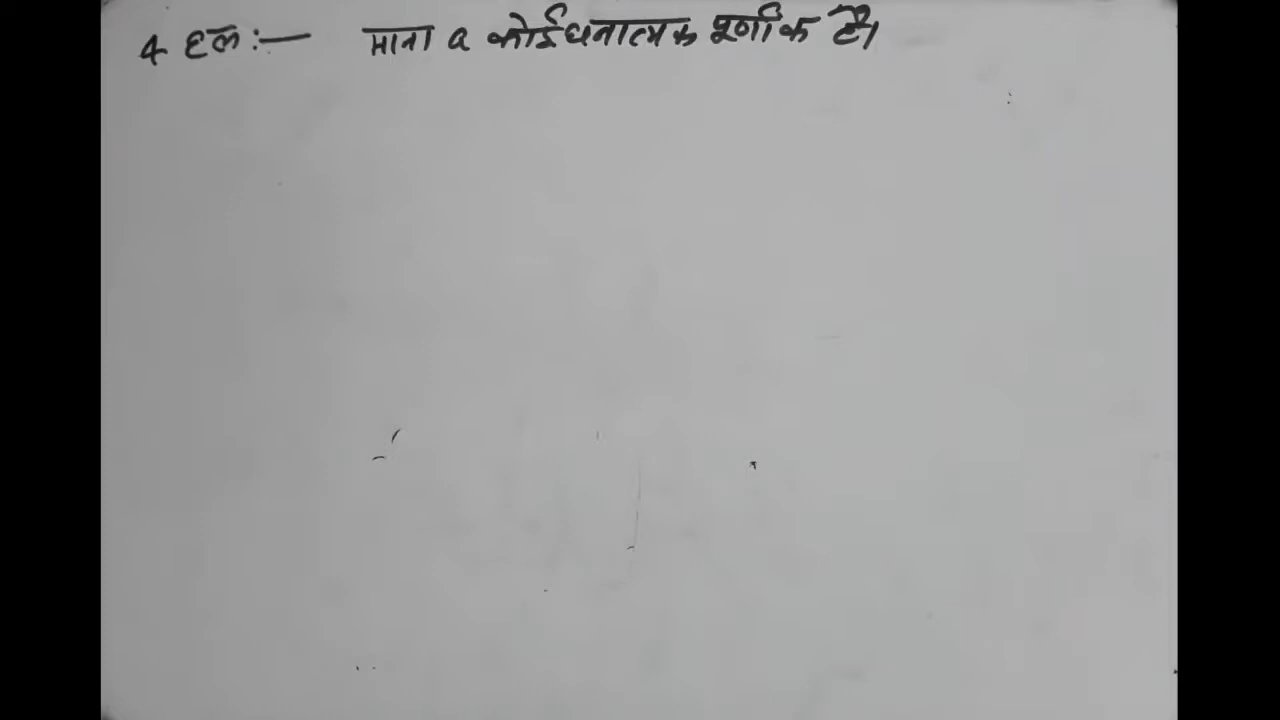 4 हल :— माना a कोई धनात्मक पूर्णांक है।